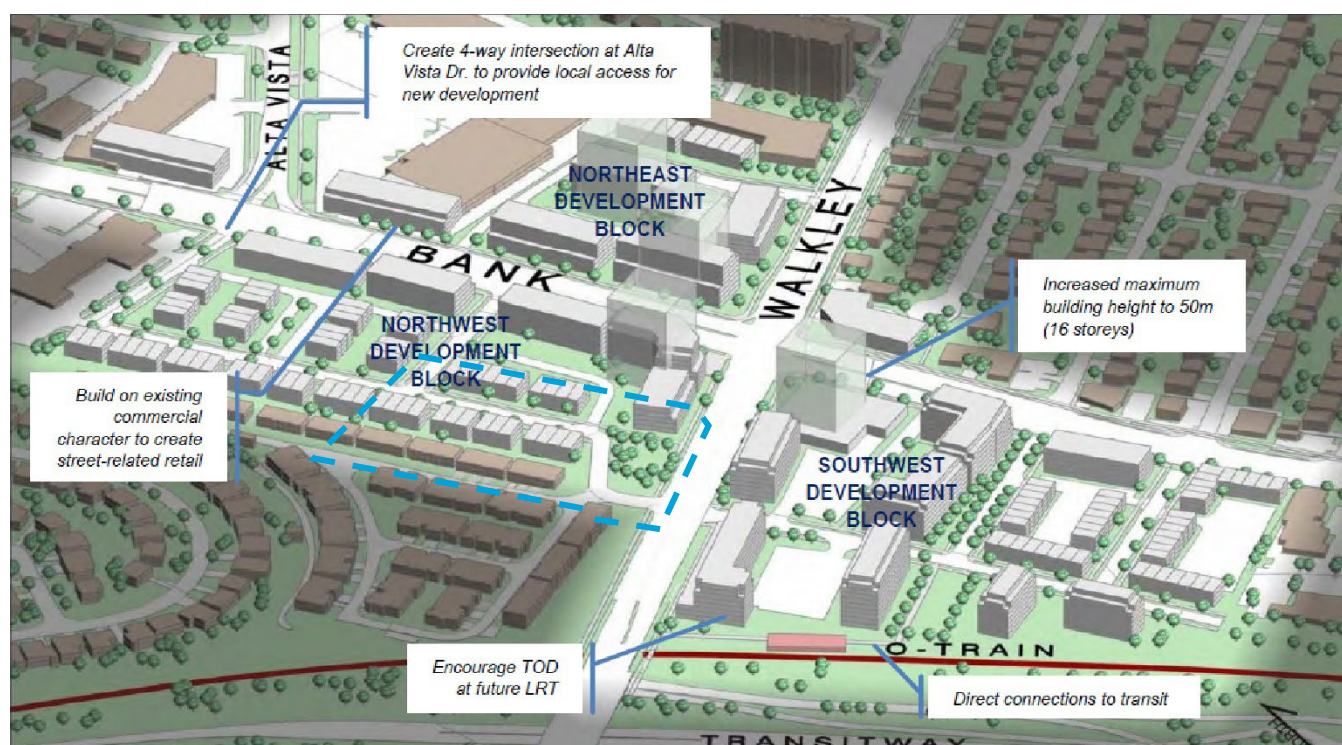 Create 4-way intersection at Alta
Vista Dr. to provide local access for
new development
ALTA VISTA
NORTHEAST
DEVELOPMENT
BLOCK
WALKLEY
BANK
Increased maximum
building height to 50m
(16 storeys)
NORTHWEST
DEVELOPMENT
BLOCK
Build on existing
commercial
character to create
street-related retail
SOUTHWEST
DEVELOPMENT
BLOCK
O-TRAIN
Encourage TOD
at future LRT
Direct connections to transit
TRANSITWAY